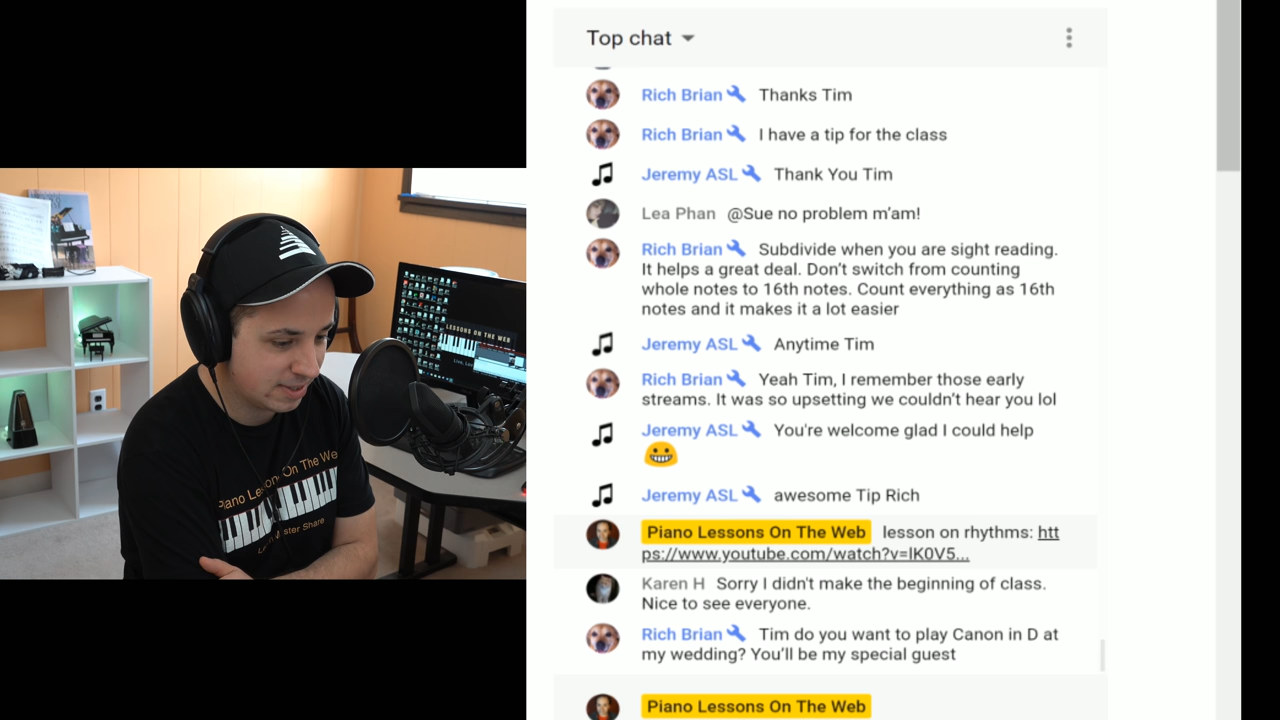 Top chat
Rich Brian Thanks Tim
Rich Brian I have a tip for the class
Jeremy ASL Thank You Tim
Lea Phan @Sue no problem m'am!
Rich Brian Subdivide when you are sight reading.
It helps a great deal. Don't switch from counting
whole notes to 16th notes. Count everything as 16th
notes and it makes it a lot easier
Jeremy ASL Anytime Tim
Rich Brian Yeah Tim, I remember those early
streams. It was so upsetting we couldn't hear you lol
Jeremy ASL You're welcome glad I could help
Jeremy ASL awesome Tip Rich
Piano Lessons On The Web lesson on rhythms: htt
ps://www.youtube.com/watch?v=IK0V5...
Karen H Sorry I didn't make the beginning of class.
Nice to see everyone.
Rich Brian Tim do you want to play Canon in D at
my wedding? You'll be my special guest
Piano Lessons On The Web
LESSONS ON THE WEB
Piano Lessons On The We
Share